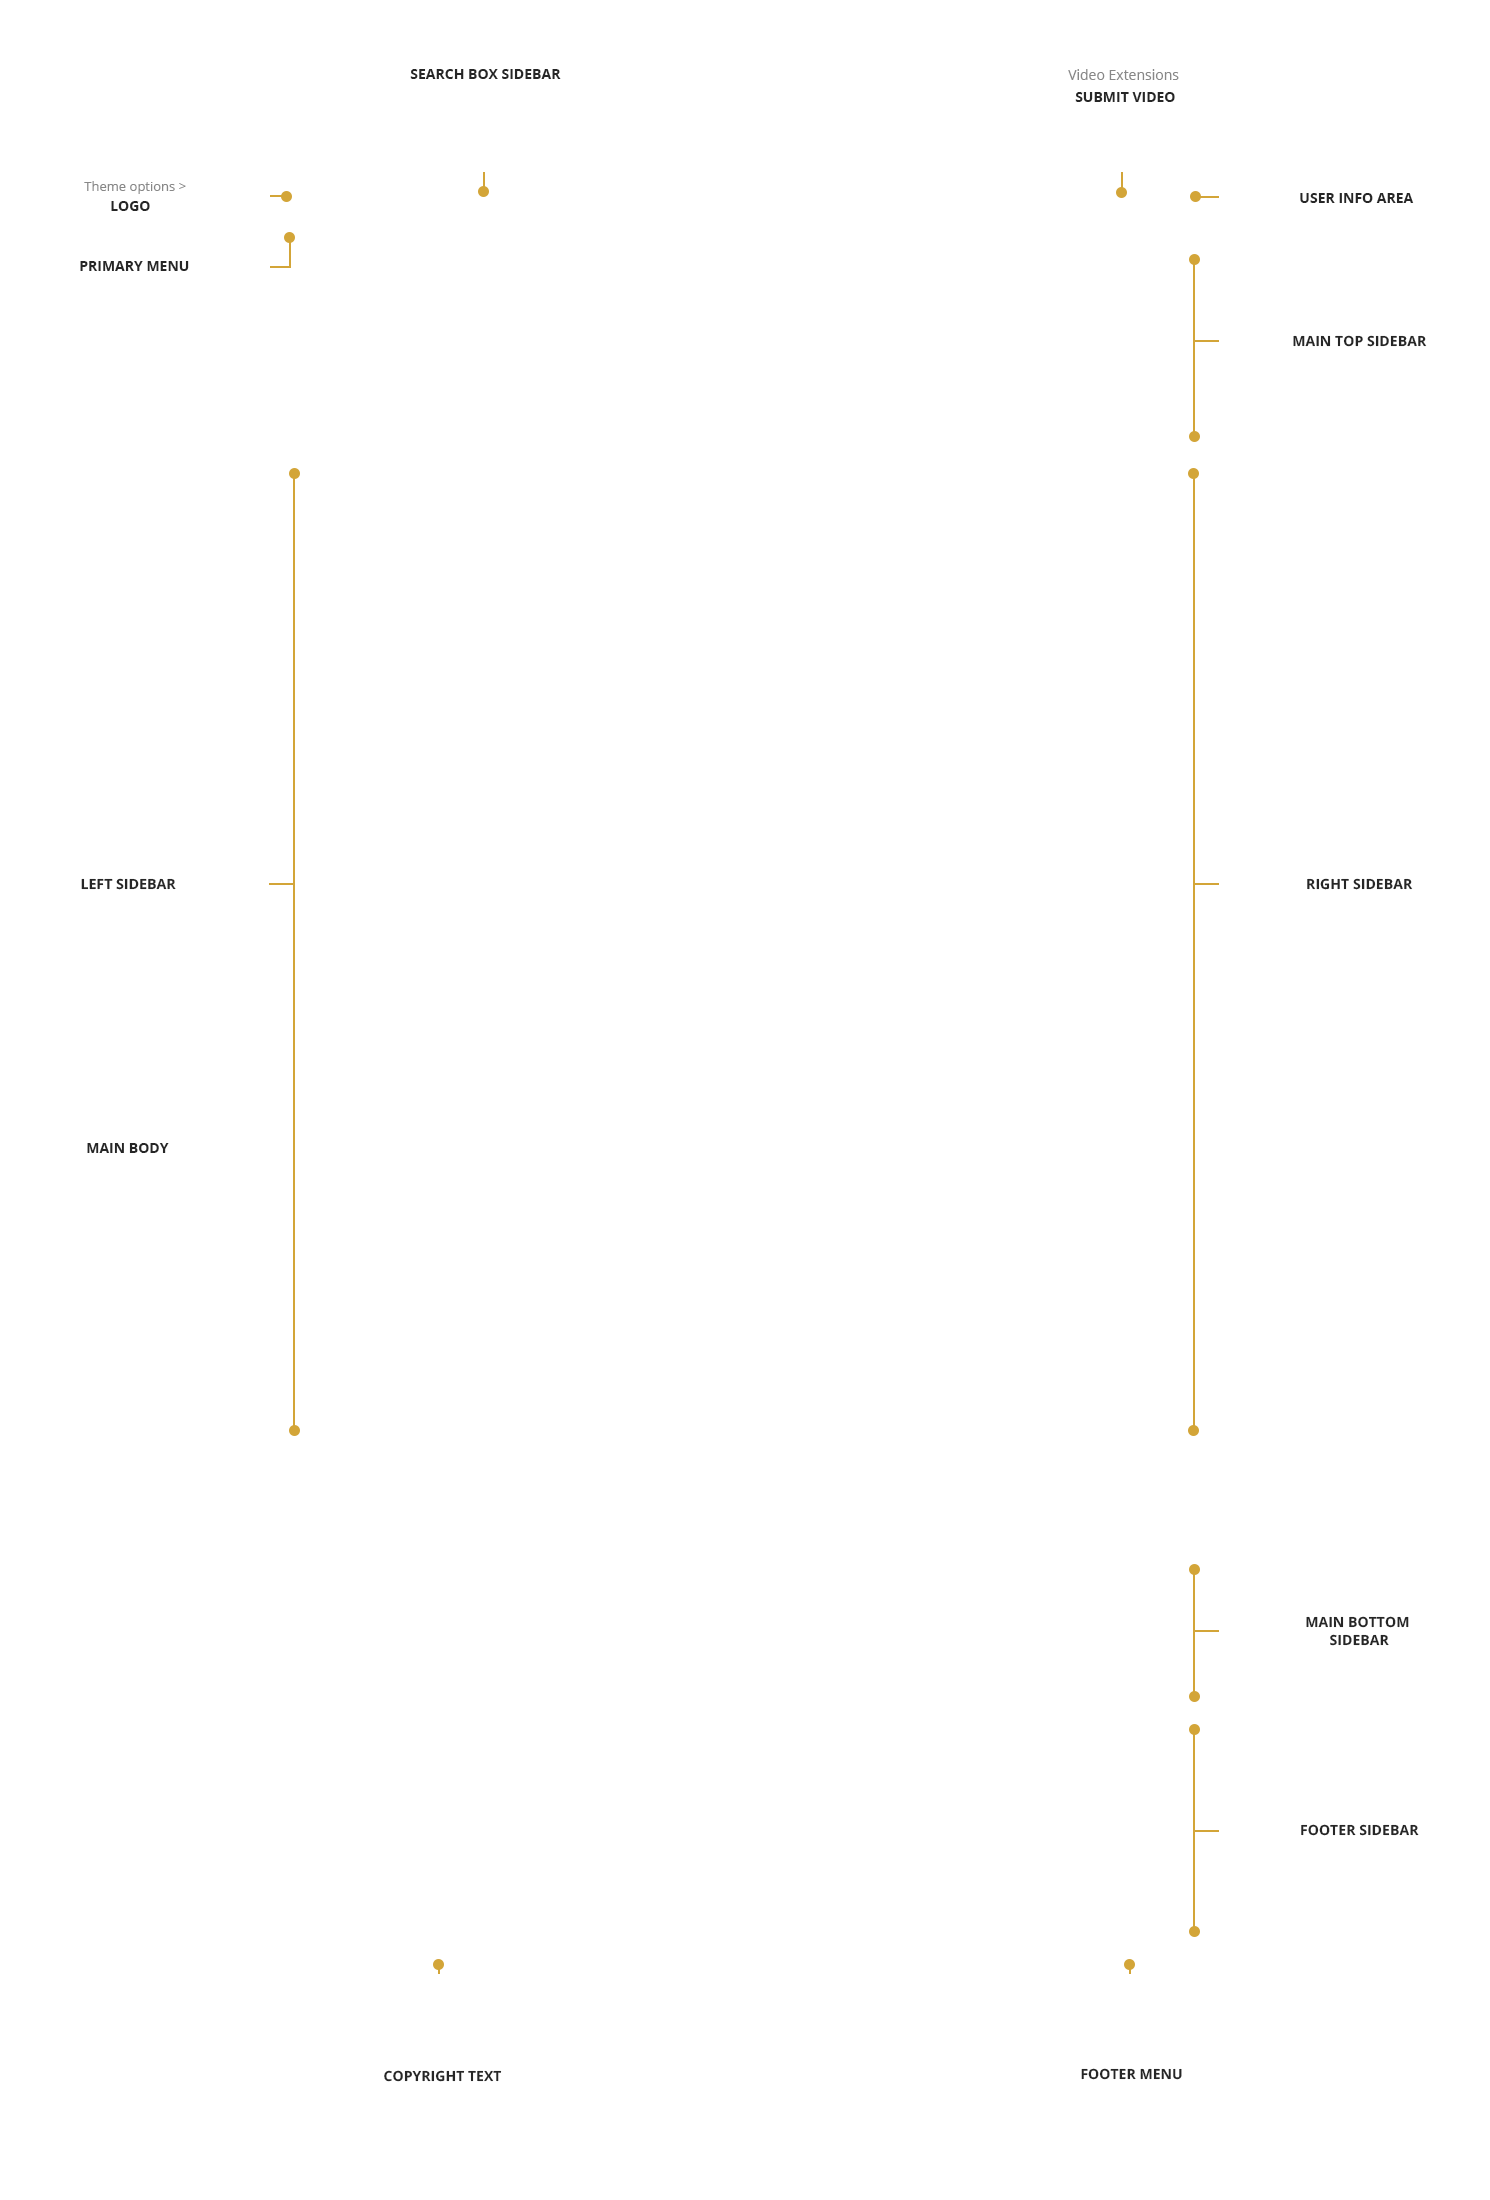 SEARCH BOX SIDEBAR
Video Extensions
SUBMIT VIDEO
Theme options >
LOGO
USER INFO AREA
PRIMARY MENU
MAIN TOP SIDEBAR
LEFT SIDEBAR
RIGHT SIDEBAR
MAIN BODY
MAIN BOTTOM
SIDEBAR
FOOTER SIDEBAR
COPYRIGHT TEXT
FOOTER MENU